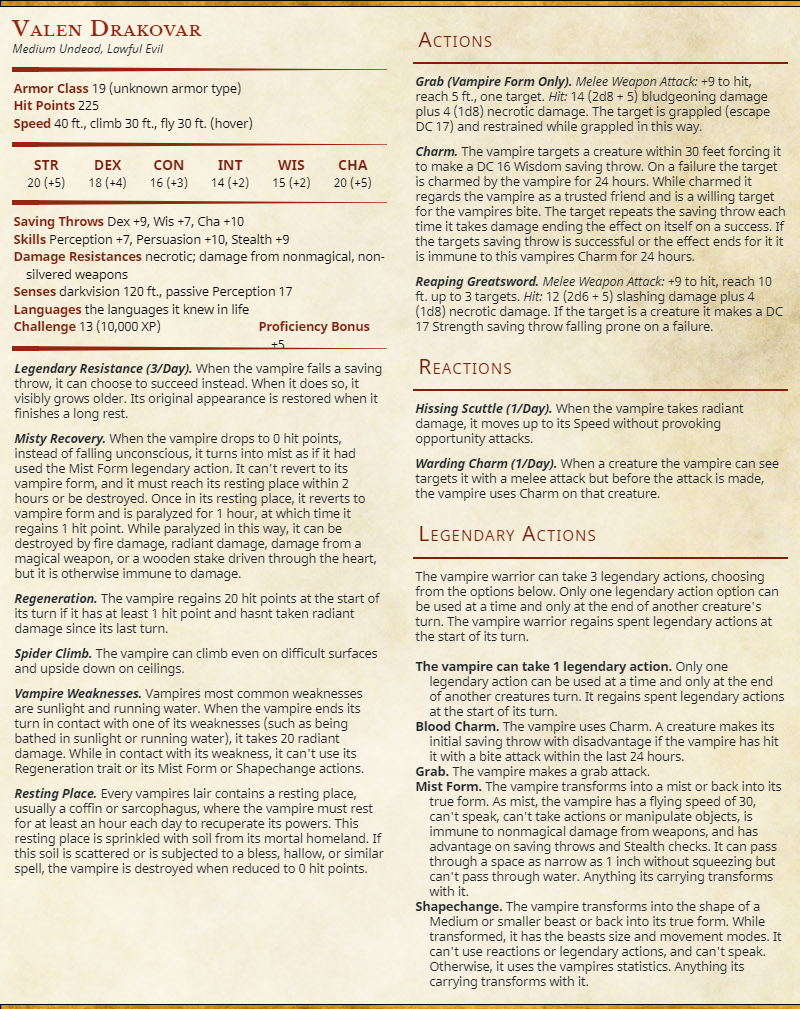 Valen Drakovar
Medium Undead, Lawful Evil
Armor Class 19 (unknown armor type)
Hit Points 225
Speed 40 ft., climb 30 ft., fly 30 ft. (hover)
STR DEX CON INT WIS CHA
20 (+5) 18 (+4) 16 (+3) 14 (+2) 15 (+2) 20 (+5)
Saving Throws Dex +9, Wis +7, Cha +10
Skills Perception +7, Persuasion +10, Stealth +9
Damage Resistances necrotic; damage from nonmagical, non-
silvered weapons
Senses darkvision 120 ft., passive Perception 17
Languages the languages it knew in life
Challenge 13 (10,000 XP) Proficiency Bonus
+5
Legendary Resistance (3/Day). When the vampire fails a saving
throw, it can choose to succeed instead. When it does so, it
visibly grows older. Its original appearance is restored when it
finishes a long rest.
Misty Recovery. When the vampire drops to 0 hit points,
instead of falling unconscious, it turns into mist as if it had
used the Mist Form legendary action. It can't revert to its
vampire form, and it must reach its resting place within 2
hours or be destroyed. Once in its resting place, it reverts to
vampire form and is paralyzed for 1 hour, at which time it
regains 1 hit point. While paralyzed in this way, it can be
destroyed by fire damage, radiant damage, damage from a
magical weapon, or a wooden stake driven through the heart,
but it is otherwise immune to damage.
Regeneration. The vampire regains 20 hit points at the start of
its turn if it has at least 1 hit point and hasnt taken radiant
damage since its last turn.
Spider Climb. The vampire can climb even on difficult surfaces
and upside down on ceilings.
Vampire Weaknesses. Vampires most common weaknesses
are sunlight and running water. When the vampire ends its
turn in contact with one of its weaknesses (such as being
bathed in sunlight or running water), it takes 20 radiant
damage. While in contact with its weakness, it can't use its
Regeneration trait or its Mist Form or Shapechange actions.
Resting Place. Every vampires lair contains a resting place,
usually a coffin or sarcophagus, where the vampire must rest
for at least an hour each day to recuperate its powers. This
resting place is sprinkled with soil from its mortal homeland. If
this soil is scattered or is subjected to a bless, hallow, or similar
spell, the vampire is destroyed when reduced to 0 hit points.
Actions
Grab (Vampire Form Only). Melee Weapon Attack: +9 to hit,
reach 5 ft., one target. Hit: 14 (2d8 + 5) bludgeoning damage
plus 4 (1d8) necrotic damage. The target is grappled (escape
DC 17) and restrained while grappled in this way.
Charm. The vampire targets a creature within 30 feet forcing it
to make a DC 16 Wisdom saving throw. On a failure the target
is charmed by the vampire for 24 hours. While charmed it
regards the vampire as a trusted friend and is a willing target
for the vampires bite. The target repeats the saving throw each
time it takes damage ending the effect on itself on a success. If
the targets saving throw is successful or the effect ends for it it
is immune to this vampires Charm for 24 hours.
Reaping Greatsword. Melee Weapon Attack: +9 to hit, reach 10
ft. up to 3 targets. Hit: 12 (2d6 + 5) slashing damage plus 4
(1d8) necrotic damage. If the target is a creature it makes a DC
17 Strength saving throw falling prone on a failure.
Reactions
Hissing Scuttle (1/Day). When the vampire takes radiant
damage, it moves up to its Speed without provoking
opportunity attacks.
Warding Charm (1/Day). When a creature the vampire can see
targets it with a melee attack but before the attack is made,
the vampire uses Charm on that creature.
Legendary Actions
The vampire warrior can take 3 legendary actions, choosing
from the options below. Only one legendary action option can
be used at a time and only at the end of another creature's
turn. The vampire warrior regains spent legendary actions at
the start of its turn.
The vampire can take 1 legendary action. Only one
legendary action can be used at a time and only at the end
of another creatures turn. It regains spent legendary actions
at the start of its turn.
Blood Charm. The vampire uses Charm. A creature makes its
initial saving throw with disadvantage if the vampire has hit
it with a bite attack within the last 24 hours.
Grab. The vampire makes a grab attack.
Mist Form. The vampire transforms into a mist or back into its
true form. As mist, the vampire has a flying speed of 30,
can't speak, can't take actions or manipulate objects, is
immune to nonmagical damage from weapons, and has
advantage on saving throws and Stealth checks. It can pass
through a space as narrow as 1 inch without squeezing but
can't pass through water. Anything its carrying transforms
with it.
Shapechange. The vampire transforms into the shape of a
Medium or smaller beast or back into its true form. While
transformed, it has the beasts size and movement modes. It
can't use reactions or legendary actions, and can't speak.
Otherwise, it uses the vampires statistics. Anything its
carrying transforms with it.